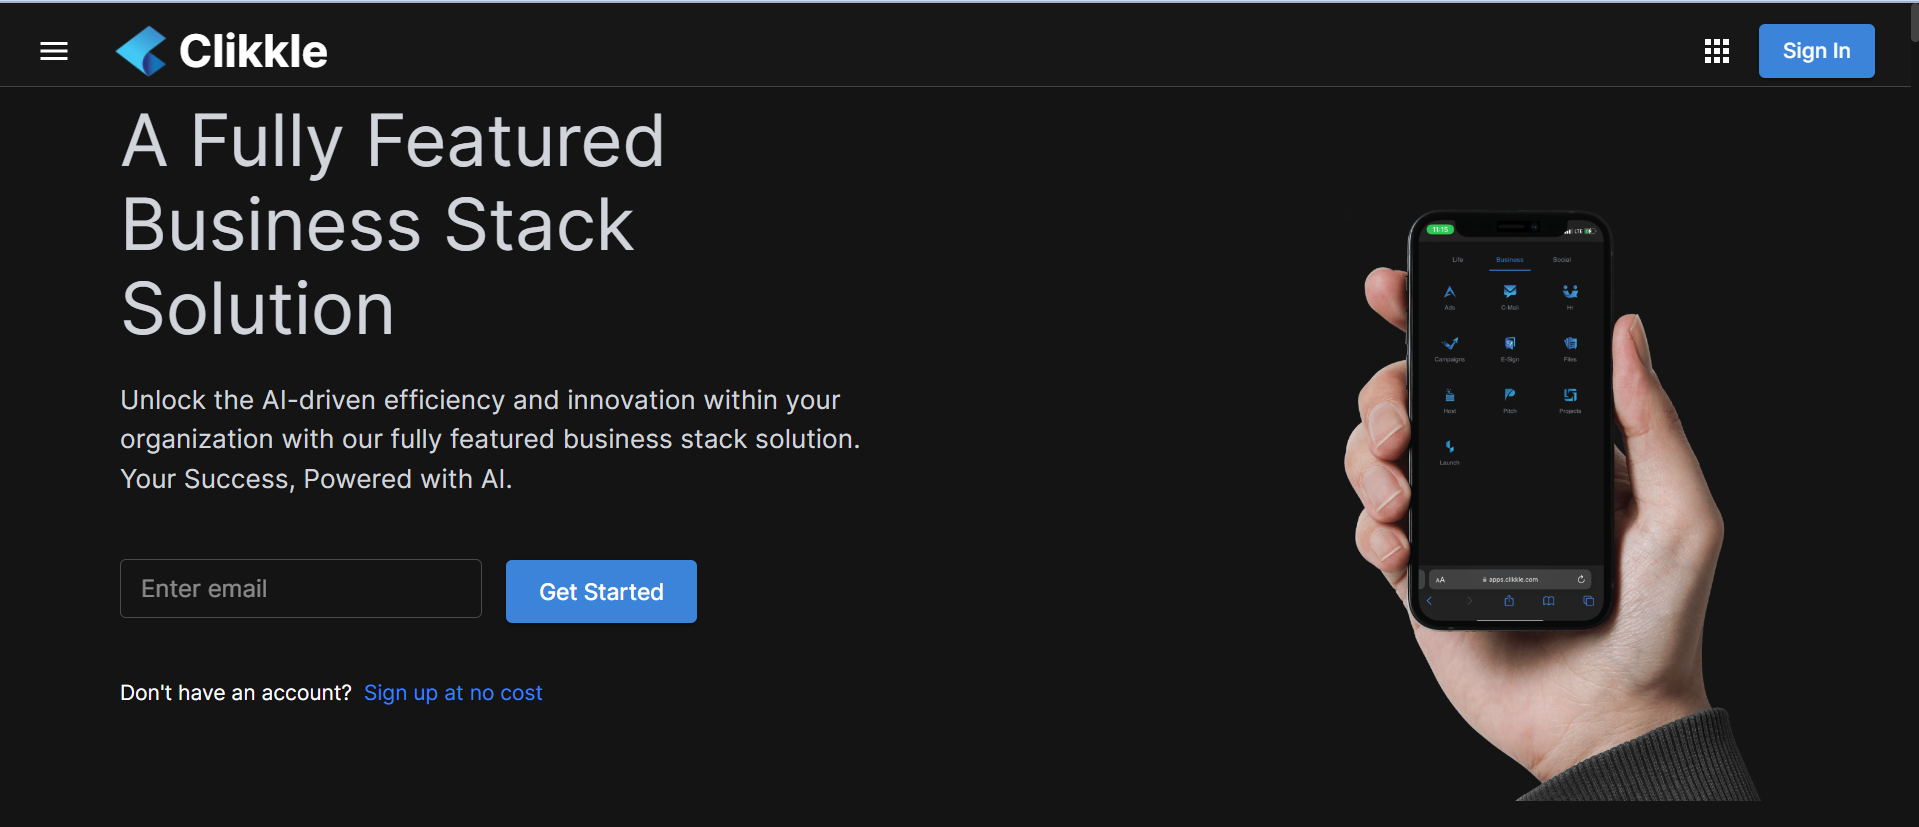 Clikkle
Sign In
A Fully Featured
Business Stack
Solution
Unlock the AI-driven efficiency and innovation within your
organization with our fully featured business stack solution.
Your Success, Powered with AI.
Enter email
Get Started
Don't have an account? Sign up at no cost
11:15
LTE
Life Business Social
Ads C-Mail Hr
Campaigns E-Sign Files
Host Pitch Projects
Launch
AA apps.clikkle.com